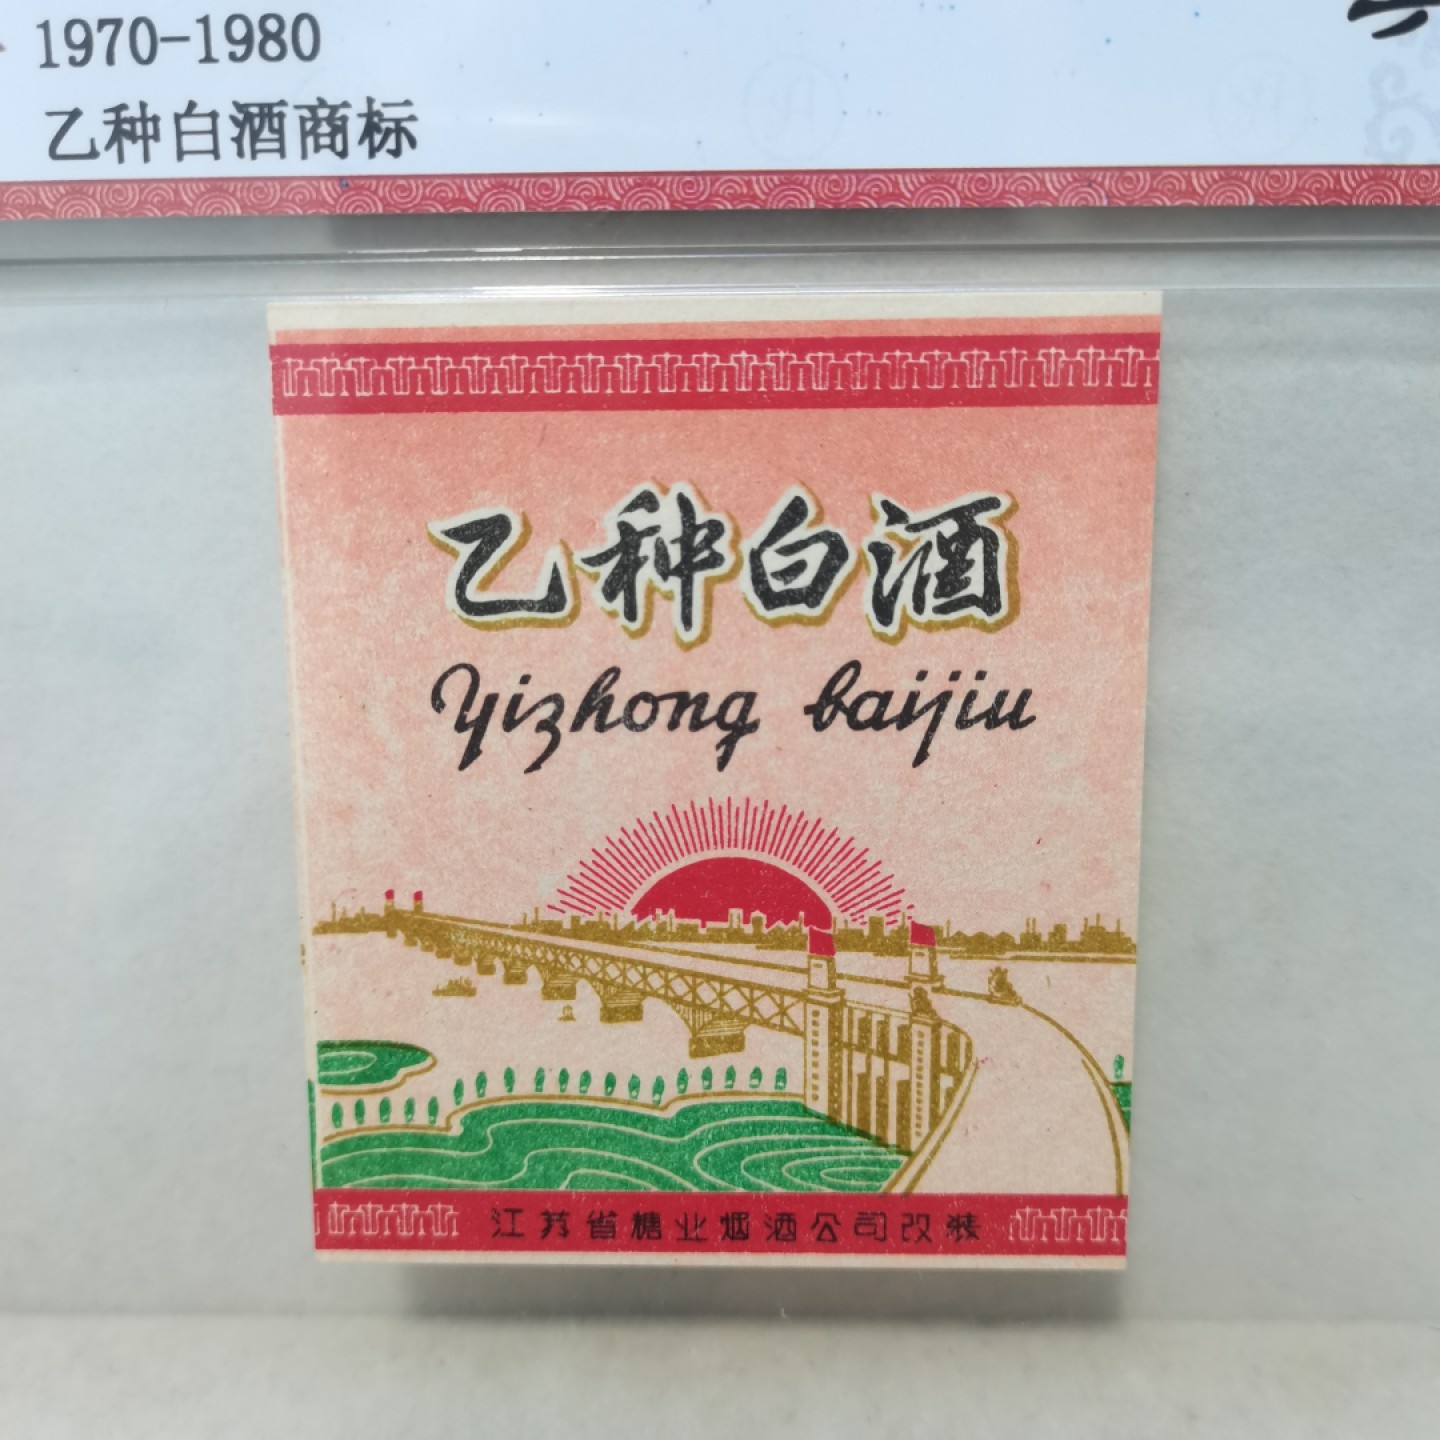 1970-1980
乙种白酒商标
乙种白酒
Yizhong baijiu
江苏省糖业烟酒公司改装